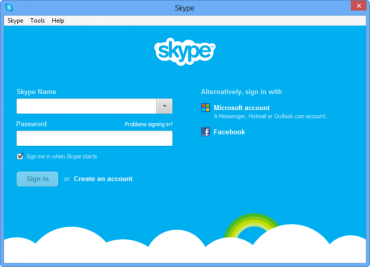 Skype
Skype Tools Help
skype
Skype Name
Password
Problems signing in?
Sign me in when Skype starts
Sign in or Create an account
Alternatively, sign in with
Microsoft account
A Messenger, Hotmail or Outlook.com account.
Facebook